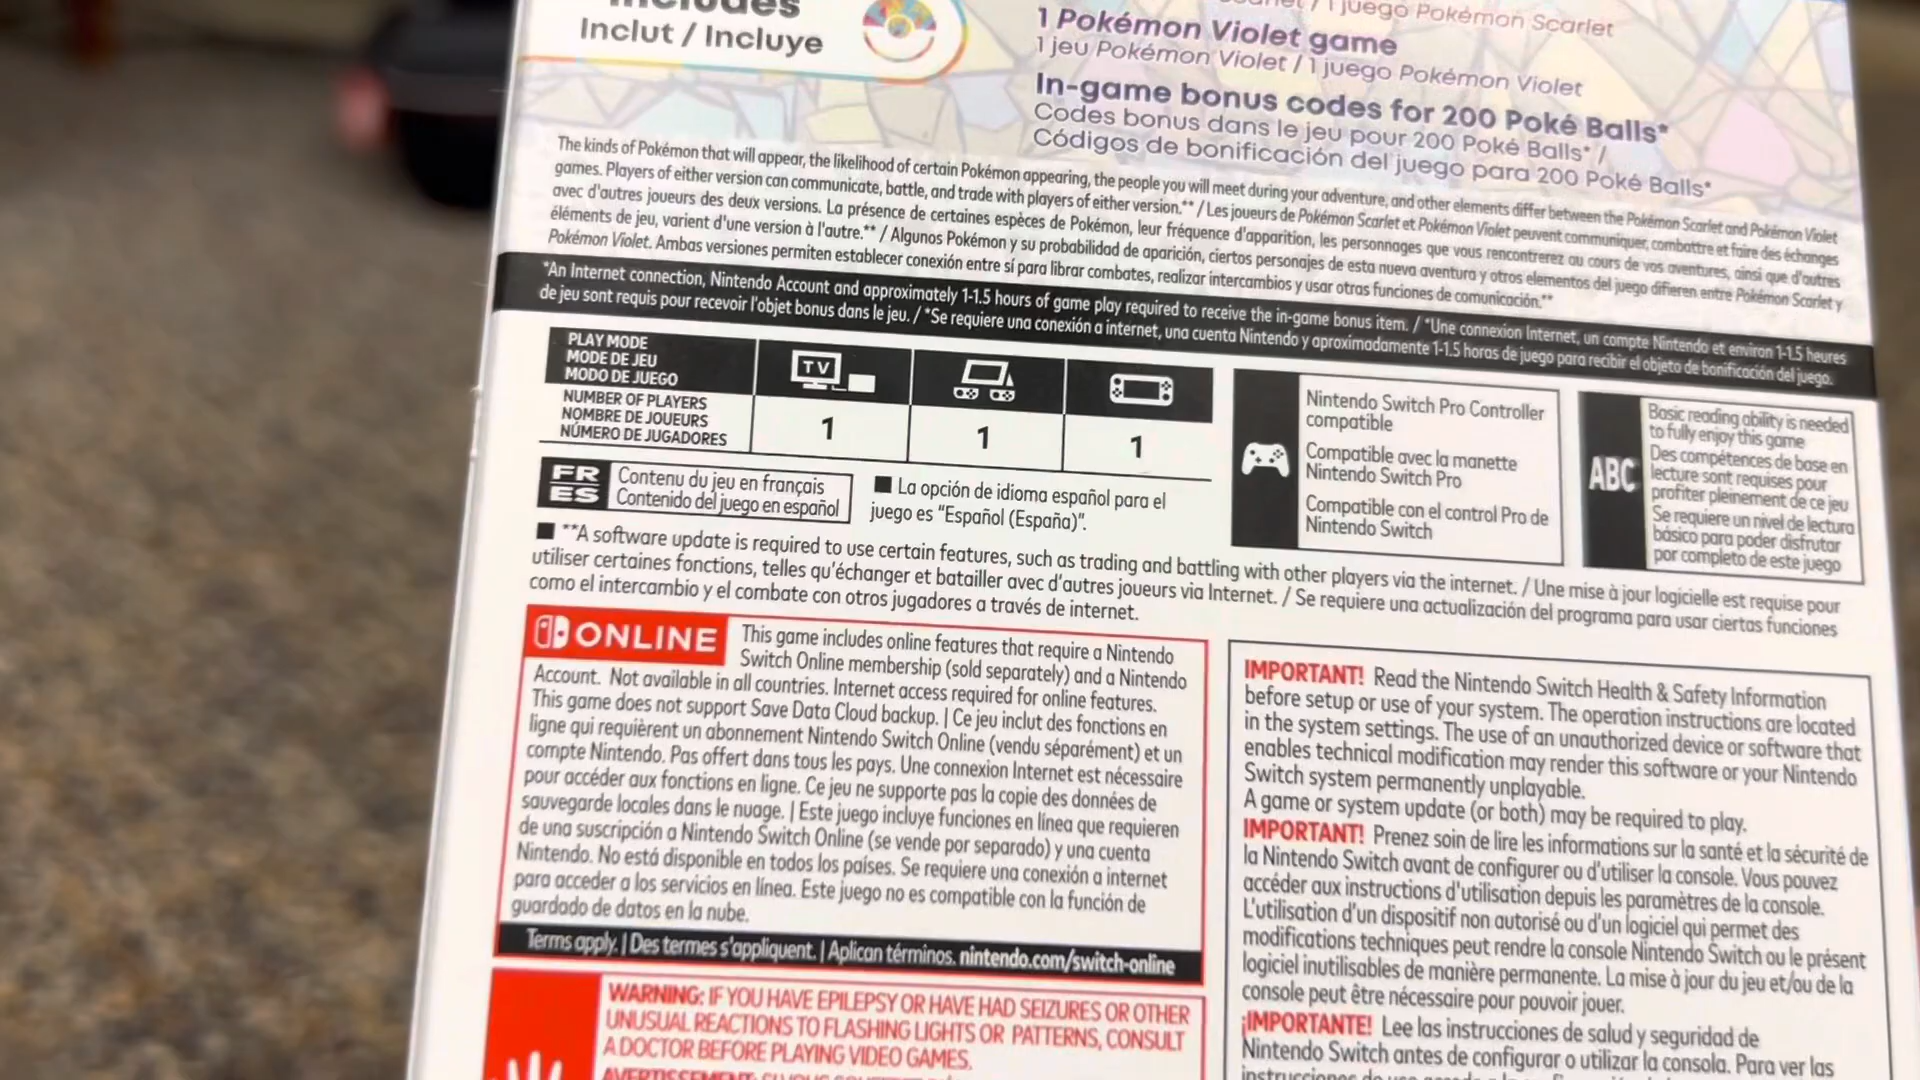 Includes
Inclut / Incluye
/ 1 juego Pokémon Scarlet
1 Pokémon Violet game
1 jeu Pokémon Violet / 1 juego Pokémon Violet
In-game bonus codes for 200 Poké Balls*
Codes bonus dans le jeu pour 200 Poké Balls* /
Códigos de bonificación del juego para 200 Poké Balls*
The kinds of Pokémon that will appear, the likelihood of certain Pokémon appearing, the people you will meet during your adventure, and other elements differ between the Pokémon Scarlet and Pokémon Violet
games. Players of either version can communicate, battle, and trade with players of either version.** / Les joueurs de Pokémon Scarlet et Pokémon Violet peuvent communiquer, combattre et faire des échanges
avec d'autres joueurs des deux versions. La présence de certaines espèces de Pokémon, leur fréquence d'apparition, les personnages que vous rencontrerez au cours de vos aventures, ainsi que d'autres
éléments de jeu, varient d'une version à l'autre.** / Algunos Pokémon y su probabilidad de aparición, ciertos personajes de esta nueva aventura y otros elementos del juego difieren entre Pokémon Scarlet y
Pokémon Violet. Ambas versiones permiten establecer conexión entre sí para librar combates, realizar intercambios y usar otras funciones de comunicación.**
*An Internet connection, Nintendo Account and approximately 1-1.5 hours of game play required to receive the in-game bonus item. / *Une connexion Internet, un compte Nintendo et environ 1-1.5 heures
de jeu sont requis pour recevoir l'objet bonus dans le jeu. / *Se requiere una conexión a internet, una cuenta Nintendo y aproximadamente 1-1.5 horas de juego para recibir el objeto de bonificación del juego.
PLAY MODE
MODE DE JEU
MODO DE JUEGO
TV
NUMBER OF PLAYERS
NOMBRE DE JOUEURS
NÚMERO DE JUGADORES
1
1
1
Nintendo Switch Pro Controller
compatible
Compatible avec la manette
Nintendo Switch Pro
Compatible con el control Pro de
Nintendo Switch
ABC
Basic reading ability is needed
to fully enjoy this game
Des compétences de base en
lecture sont requises pour
profiter pleinement de ce jeu
Se requiere un nivel de lectura
básico para poder disfrutar
por completo de este juego
FR
ES
Contenu du jeu en français
Contenido del juego en español
■ La opción de idioma español para el
juego es "Español (España)".
■ **A software update is required to use certain features, such as trading and battling with other players via the internet. / Une mise à jour logicielle est requise pour
utiliser certaines fonctions, telles qu'échanger et batailler avec d'autres joueurs via Internet. / Se requiere una actualización del programa para usar ciertas funciones
como el intercambio y el combate con otros jugadores a través de internet.
ONLINE
This game includes online features that require a Nintendo
Switch Online membership (sold separately) and a Nintendo
Account. Not available in all countries. Internet access required for online features.
This game does not support Save Data Cloud backup. | Ce jeu inclut des fonctions en
ligne qui requièrent un abonnement Nintendo Switch Online (vendu séparément) et un
compte Nintendo. Pas offert dans tous les pays. Une connexion Internet est nécessaire
pour accéder aux fonctions en ligne. Ce jeu ne supporte pas la copie des données de
sauvegarde locales dans le nuage. | Este juego incluye funciones en línea que requieren
de una suscripción a Nintendo Switch Online (se vende por separado) y una cuenta
Nintendo. No está disponible en todos los países. Se requiere una conexión a internet
para acceder a los servicios en línea. Este juego no es compatible con la función de
guardado de datos en la nube.
Terms apply. | Des termes s'appliquent. | Aplican términos. nintendo.com/switch-online
WARNING: IF YOU HAVE EPILEPSY OR HAVE HAD SEIZURES OR OTHER
UNUSUAL REACTIONS TO FLASHING LIGHTS OR PATTERNS, CONSULT
A DOCTOR BEFORE PLAYING VIDEO GAMES.
IMPORTANT! Read the Nintendo Switch Health & Safety Information
before setup or use of your system. The operation instructions are located
in the system settings. The use of an unauthorized device or software that
enables technical modification may render this software or your Nintendo
Switch system permanently unplayable.
A game or system update (or both) may be required to play.
IMPORTANT! Prenez soin de lire les informations sur la santé et la sécurité de
la Nintendo Switch avant de configurer ou d'utiliser la console. Vous pouvez
accéder aux instructions d'utilisation depuis les paramètres de la console.
L'utilisation d'un dispositif non autorisé ou d'un logiciel qui permet des
modifications techniques peut rendre la console Nintendo Switch ou le présent
logiciel inutilisables de manière permanente. La mise à jour du jeu et/ou de la
console peut être nécessaire pour pouvoir jouer.
¡IMPORTANTE! Lee las instrucciones de salud y seguridad de
Nintendo Switch antes de configurar o utilizar la consola. Para ver las